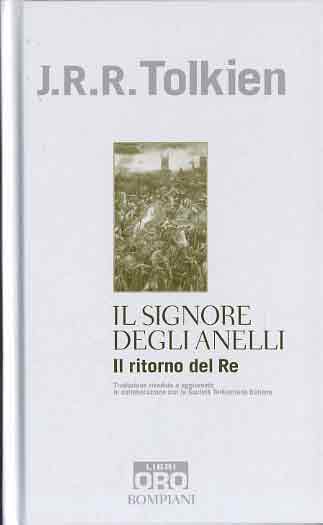 J.R.R. Tolkien
IL SIGNORE
DEGLI ANELLI
Il ritorno del Re
Traduzione riveduta e aggiornata
in collaborazione con la Società Tolkieniana Italiana
LIBRI
ORO
BOMPIANI